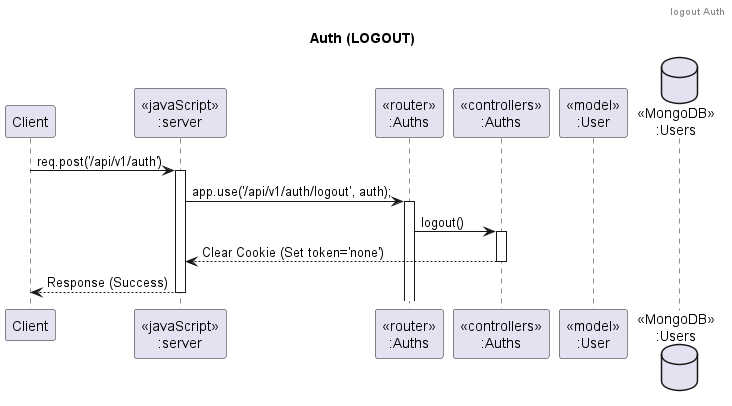 logout Auth
Auth (LOGOUT)
Client
«javaScript»
:server
«router»
:Auths
«controllers»
:Auths
«model»
:User
«MongoDB»
:Users
req.post('/api/v1/auth')
app.use('/api/v1/auth/logout', auth);
logout()
Clear Cookie (Set token='none')
Response (Success)
Client
«javaScript»
:server
«router»
:Auths
«controllers»
:Auths
«model»
:User
«MongoDB»
:Users